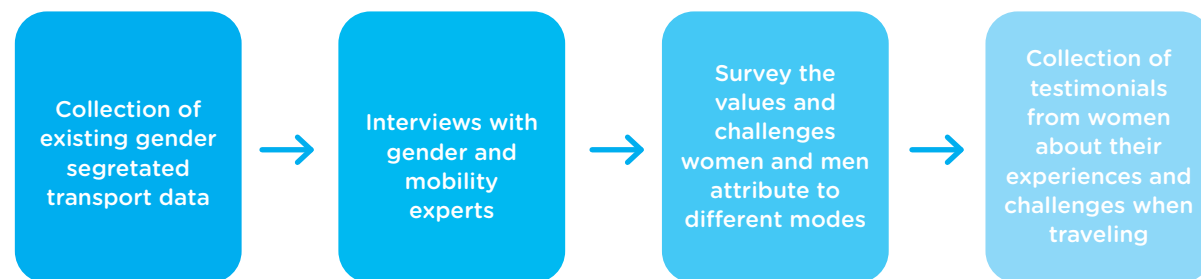 Collection of
existing gender
segretated
transport data
Interviews with
gender and
mobility
experts
Survey the
values and
challenges
women and men
attribute to
different modes
Collection of
testimonials
from women
about their
experiences and
challenges when
traveling